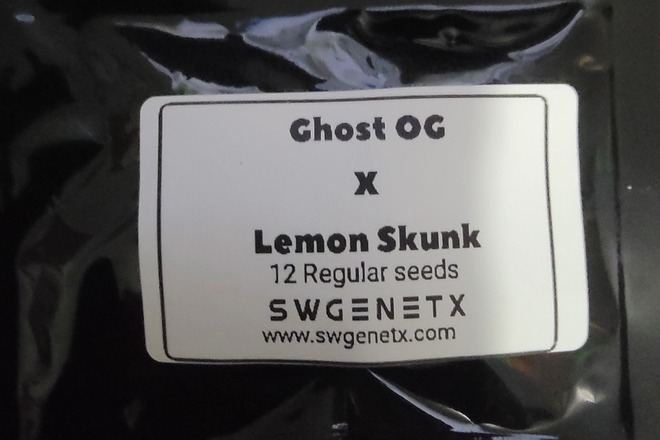 Ghost OG
X
Lemon Skunk
12 Regular seeds
SWGENETX
www.swgenetx.com